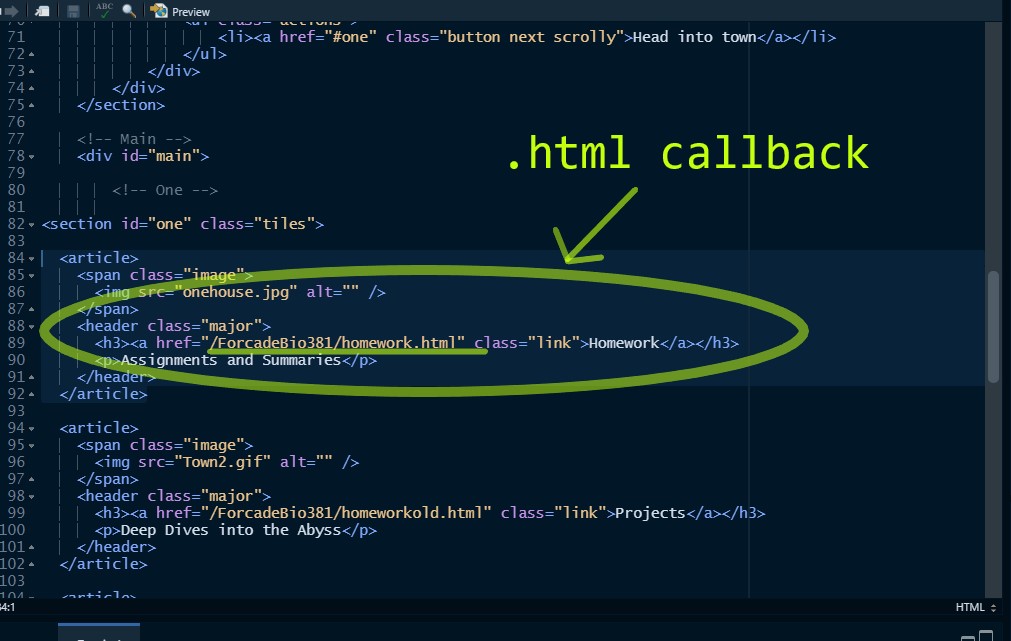 ABC
Preview
71 <li><a href="#one" class="button next scrolly">Head into town</a></li>
72 </ul>
73 </div>
74 </div>
75 </section>
76
77 <!-- Main -->
78 <div id="main">
.html callback
79
80 <!-- One -->
81
82 <section id="one" class="tiles">
83
84 <article>
85 <span class="image">
86 <img src="onehouse.jpg" alt="" />
87 </span>
88 <header class="major">
89 <h3><a href="/ForcadeBio381/homework.html" class="link">Homework</a></h3>
90 <p>Assignments and Summaries</p>
91 </header>
92 </article>
93
94 <article>
95 <span class="image">
96 <img src="Town2.gif" alt="" />
97 </span>
98 <header class="major">
99 <h3><a href="/ForcadeBio381/homeworkold.html" class="link">Projects</a></h3>
100 <p>Deep Dives into the Abyss</p>
101 </header>
102 </article>
103
104 <article>
84:1
HTML